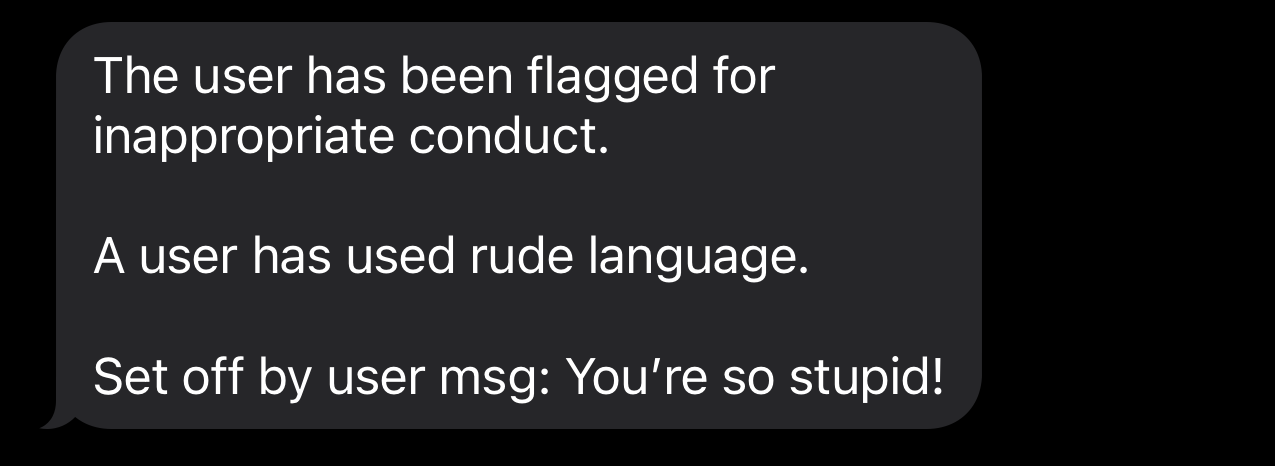 The user has been flagged for
inappropriate conduct.
A user has used rude language.
Set off by user msg: You’re so stupid!